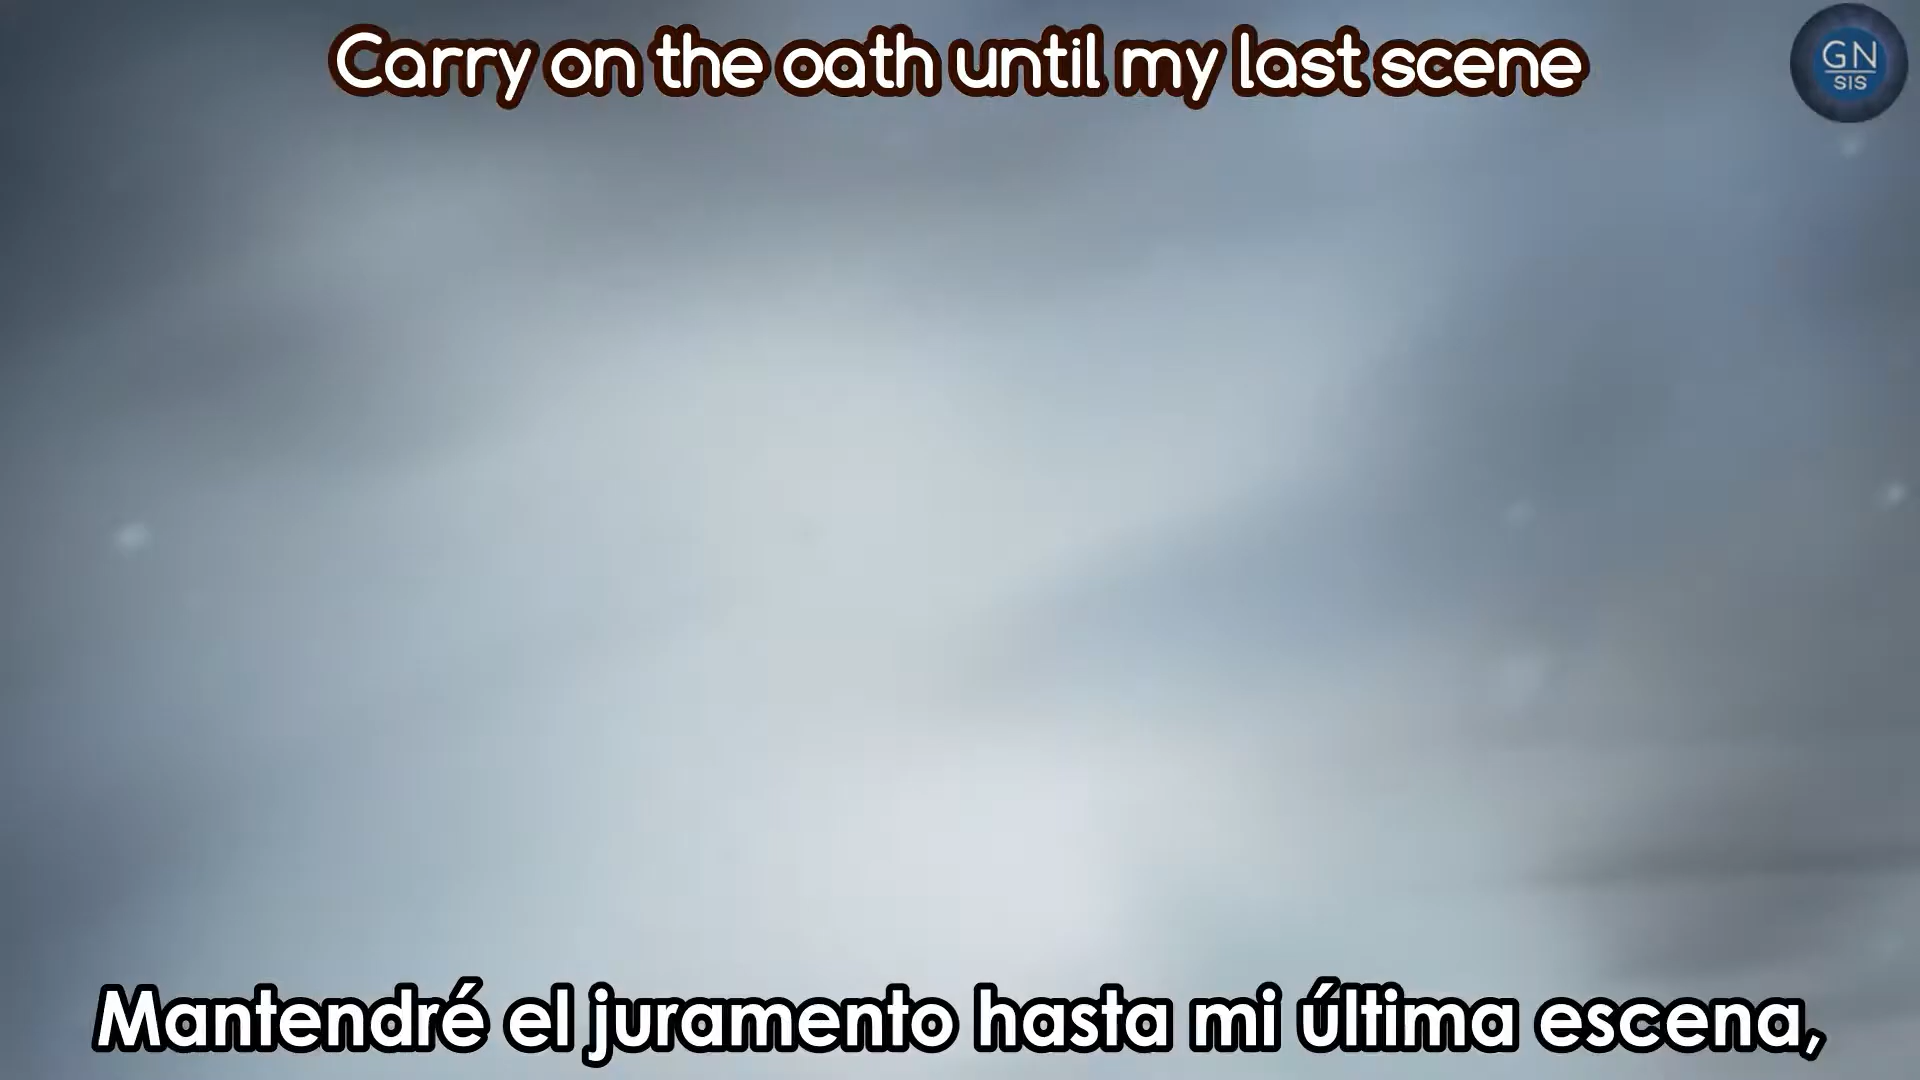 Carry on the oath until my last scene
GN
SIS
Mantendré el juramento hasta mi última escena,